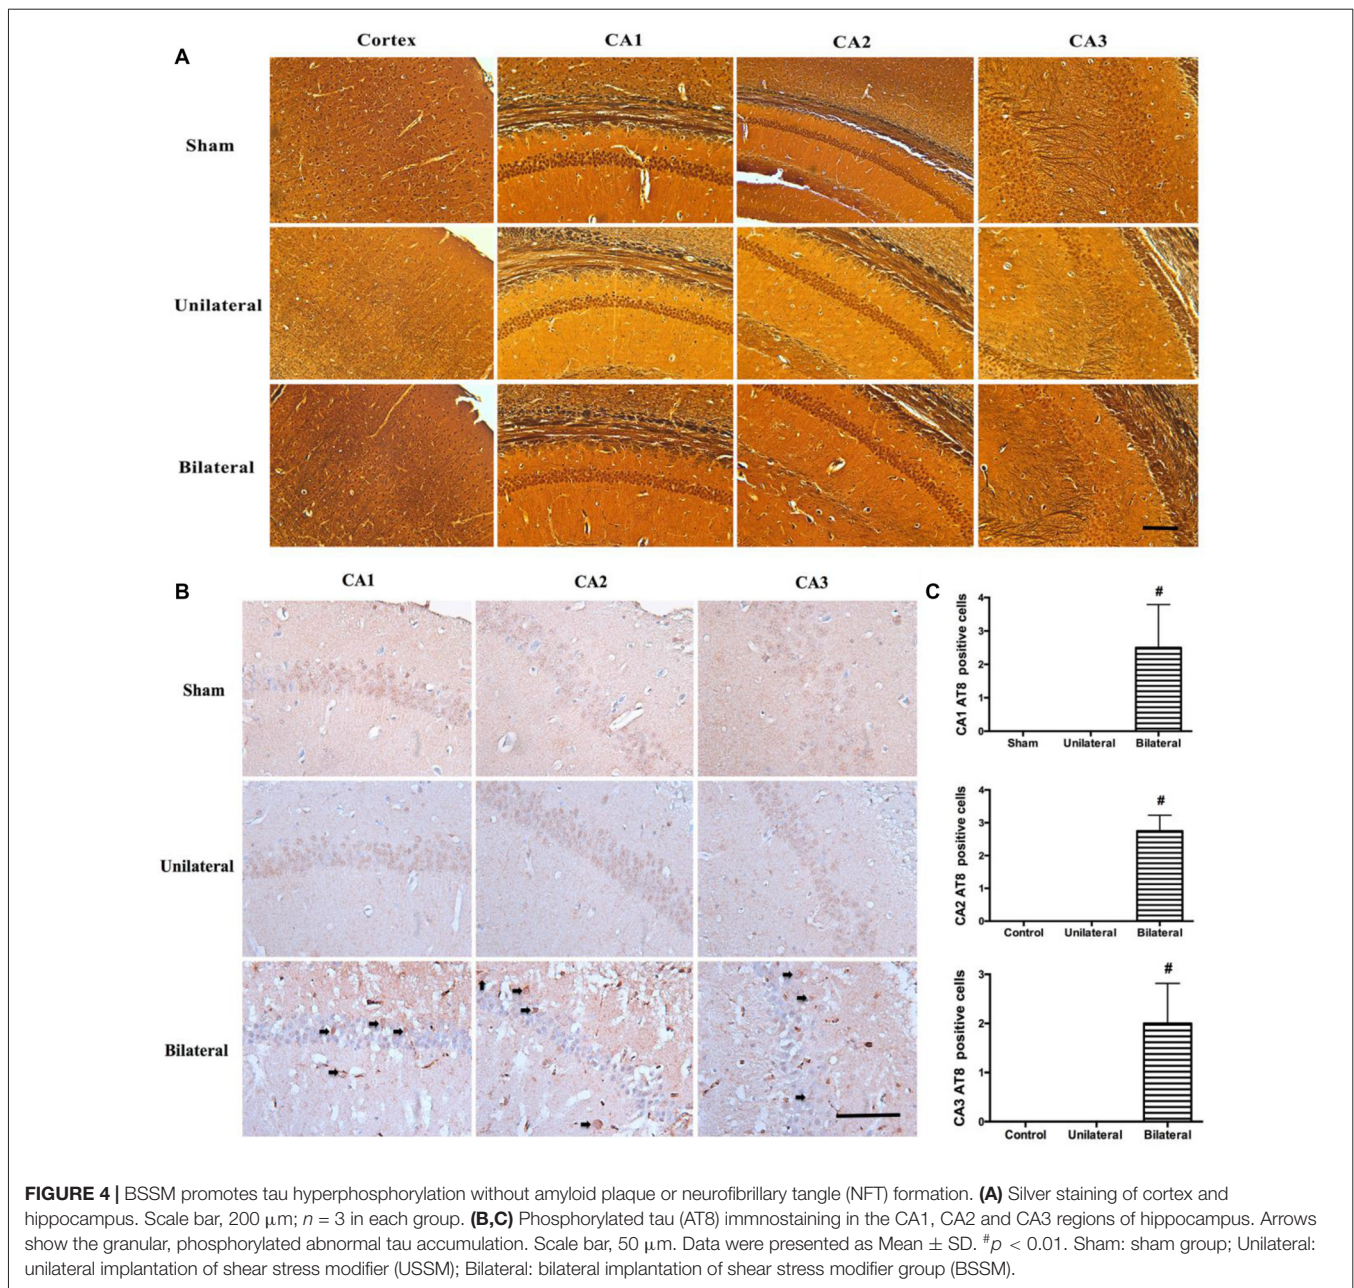 Cortex CA1 CA2 CA3
A
Sham
Unilateral
Bilateral
B CA1 CA2 CA3
Sham
Unilateral
Bilateral
C
CA1 AT8 positive cells
4
3
2
1
0
#
Sham Unilateral Bilateral
CA2 AT8 positive cells
4
3
2
1
0
#
Control Unilateral Bilateral
CA3 AT8 positive cells
3
2
1
0
#
Control Unilateral Bilateral
FIGURE 4 | BSSM promotes tau hyperphosphorylation without amyloid plaque or neurofibrillary tangle (NFT) formation. (A) Silver staining of cortex and
hippocampus. Scale bar, 200 μm; n = 3 in each group. (B,C) Phosphorylated tau (AT8) immnostaining in the CA1, CA2 and CA3 regions of hippocampus. Arrows
show the granular, phosphorylated abnormal tau accumulation. Scale bar, 50 μm. Data were presented as Mean ± SD. #p < 0.01. Sham: sham group; Unilateral:
unilateral implantation of shear stress modifier (USSM); Bilateral: bilateral implantation of shear stress modifier group (BSSM).